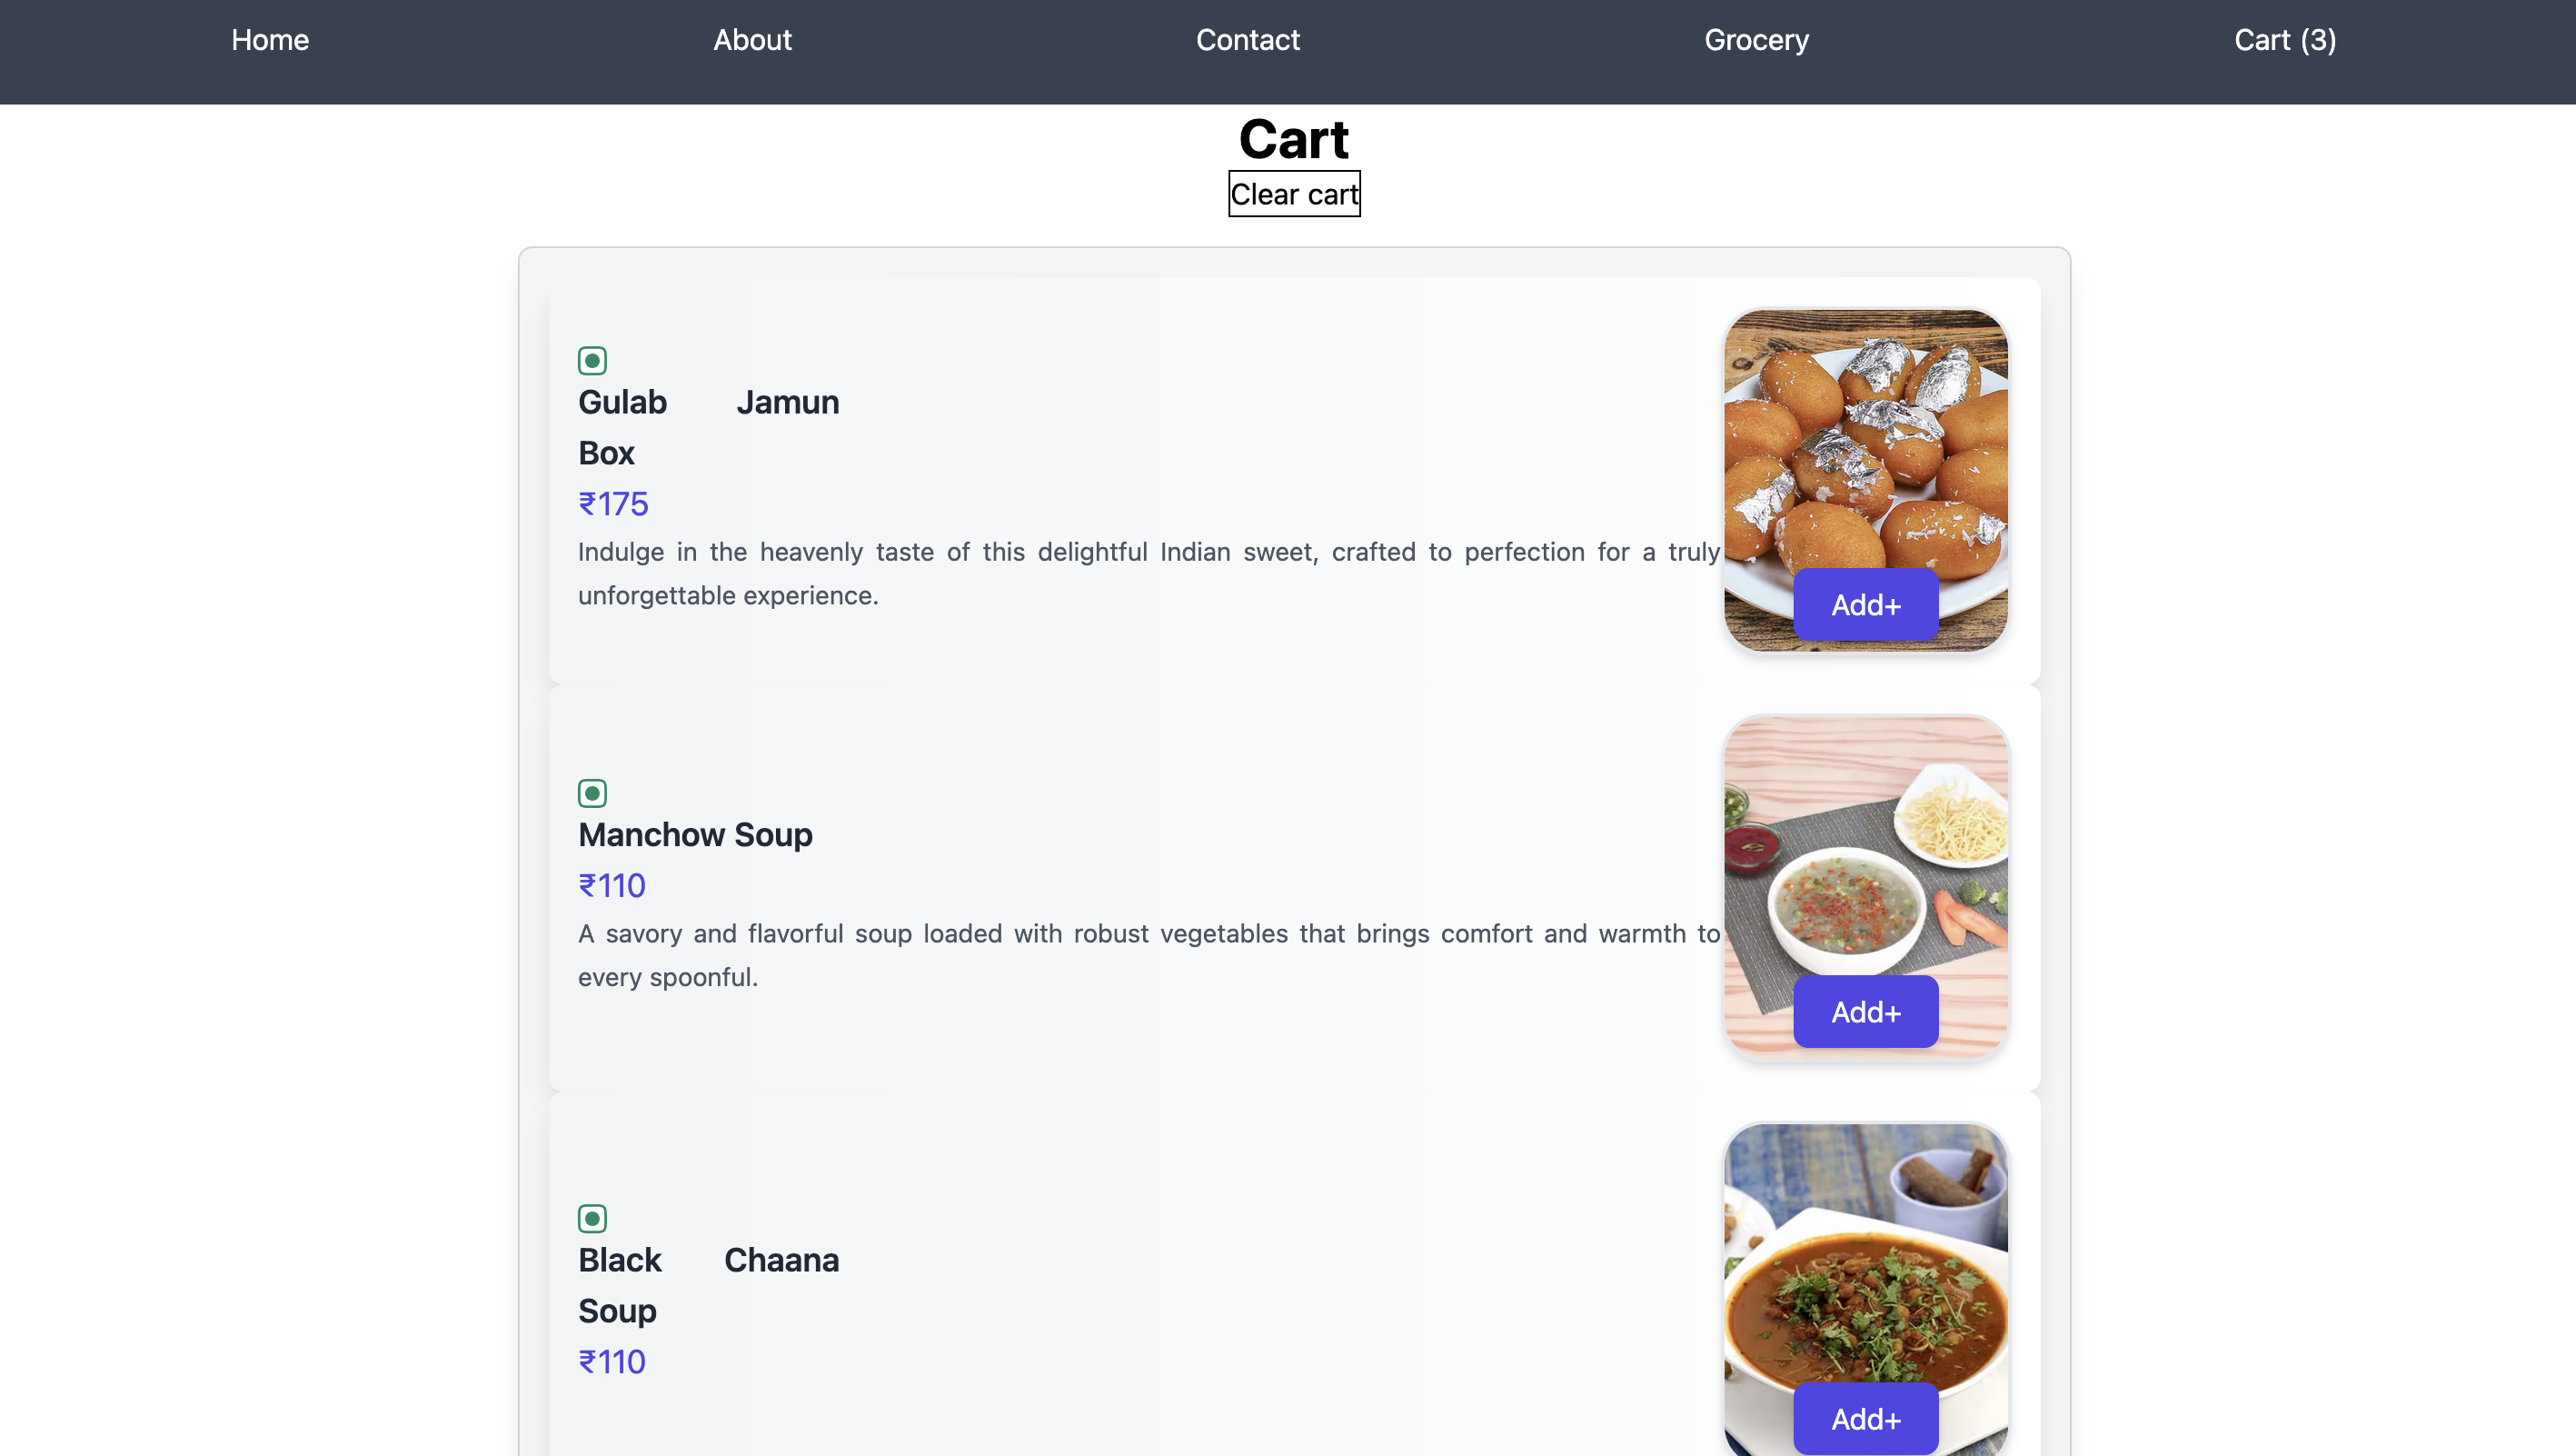 Home About Contact Grocery Cart (3)
Cart
Clear cart
Gulab Jamun
Box
₹175
Indulge in the heavenly taste of this delightful Indian sweet, crafted to perfection for a truly
unforgettable experience.
Add+
Manchow Soup
₹110
A savory and flavorful soup loaded with robust vegetables that brings comfort and warmth to
every spoonful.
Add+
Black Chaana
Soup
₹110
Add+